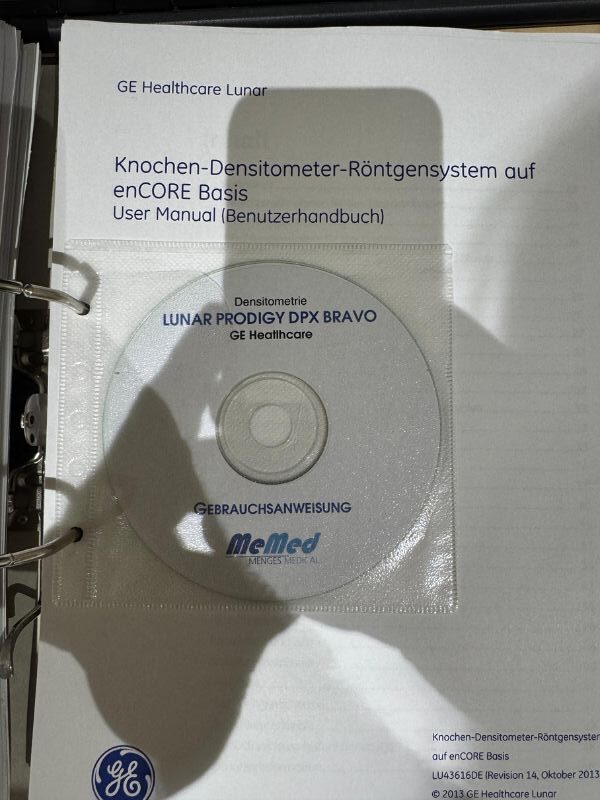 GE Healthcare Lunar
Knochen-Densitometer-Röntgensystem auf
enCORE Basis
User Manual (Benutzerhandbuch)
Densitometrie
LUNAR PRODIGY DPX BRAVO
GE Healthcare
GEBRAUCHSANWEISUNG
MeMed
MENGES MEDICAL
GE
Knochen-Densitometer-Röntgensystem
auf enCORE Basis
LU43616DE (Revision 14, Oktober 2013
© 2013 GE Healthcare Lunar